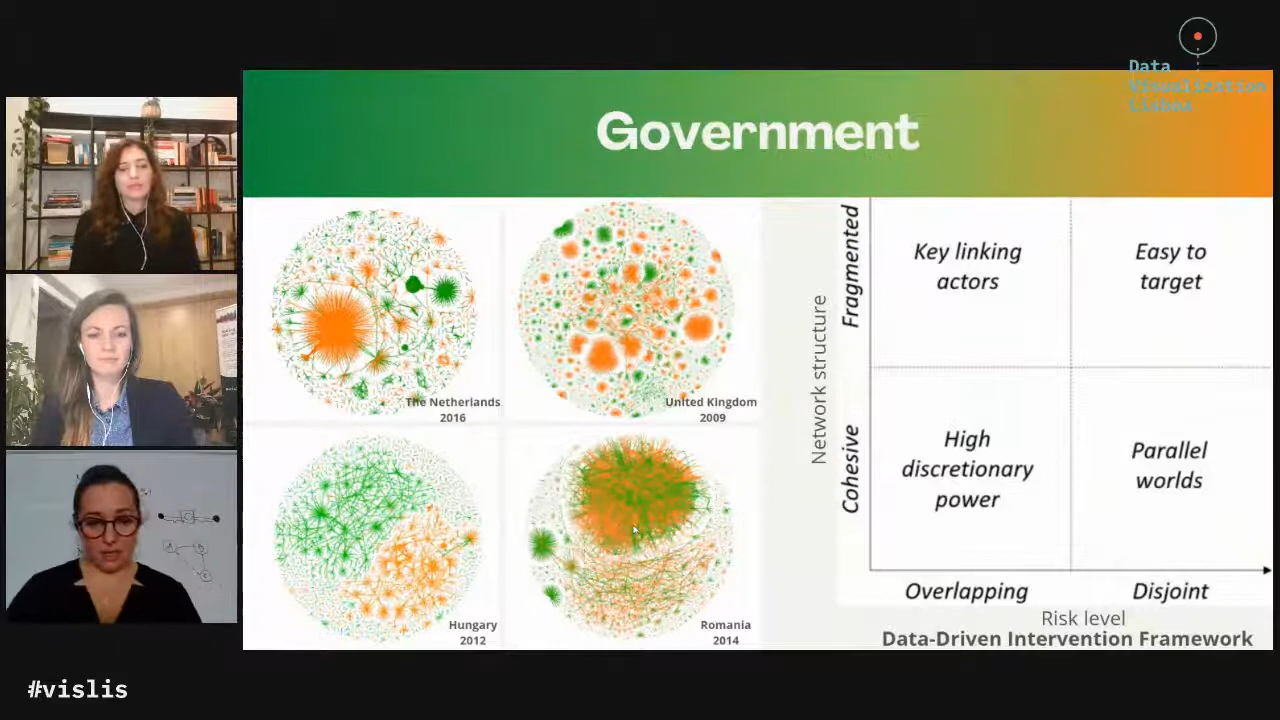 Data
Visualization
Lisboa
Government
The Netherlands
2016
United Kingdom
2009
Hungary
2012
Romania
2014
Network structure
Fragmented
Cohesive
Key linking
actors
Easy to
target
High
discretionary
power
Parallel
worlds
Overlapping
Disjoint
Risk level
Data-Driven Intervention Framework
#vislis